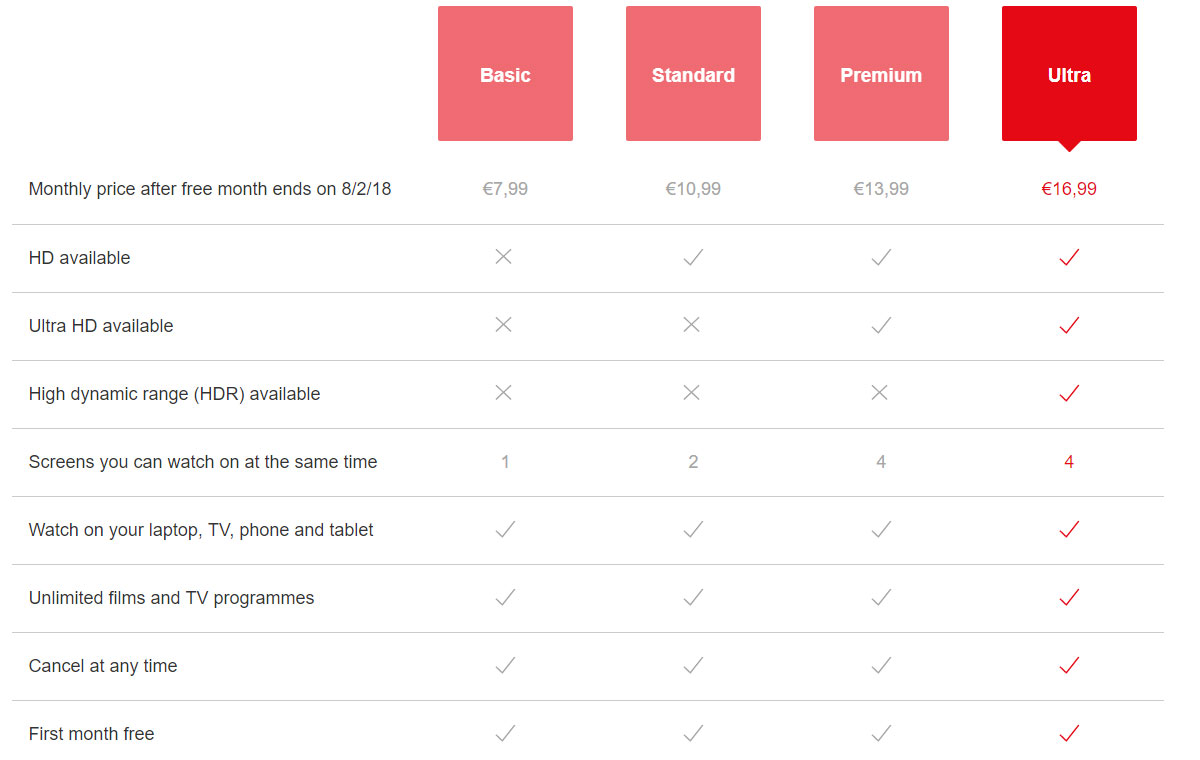 Basic Standard Premium Ultra
Monthly price after free month ends on 8/2/18 €7,99 €10,99 €13,99 €16,99
HD available
Ultra HD available
High dynamic range (HDR) available
Screens you can watch on at the same time 1 2 4 4
Watch on your laptop, TV, phone and tablet
Unlimited films and TV programmes
Cancel at any time
First month free